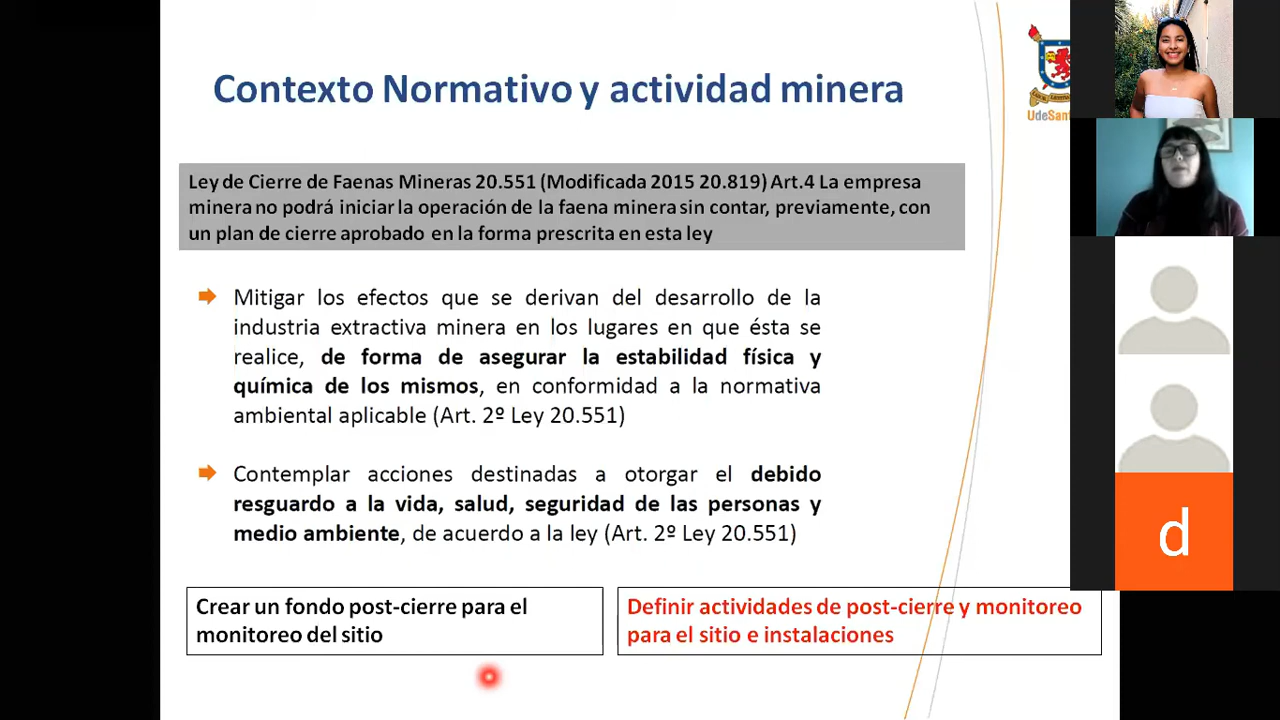 Contexto Normativo y actividad minera
UdeSant
Ley de Cierre de Faenas Mineras 20.551 (Modificada 2015 20.819) Art.4 La empresa
minera no podrá iniciar la operación de la faena minera sin contar, previamente, con
un plan de cierre aprobado en la forma prescrita en esta ley
Mitigar los efectos que se derivan del desarrollo de la
industria extractiva minera en los lugares en que ésta se
realice, de forma de asegurar la estabilidad física y
química de los mismos, en conformidad a la normativa
ambiental aplicable (Art. 2º Ley 20.551)
Contemplar acciones destinadas a otorgar el debido
resguardo a la vida, salud, seguridad de las personas y
medio ambiente, de acuerdo a la ley (Art. 2º Ley 20.551)
Crear un fondo post-cierre para el
monitoreo del sitio
Definir actividades de post-cierre y monitoreo
para el sitio e instalaciones
d